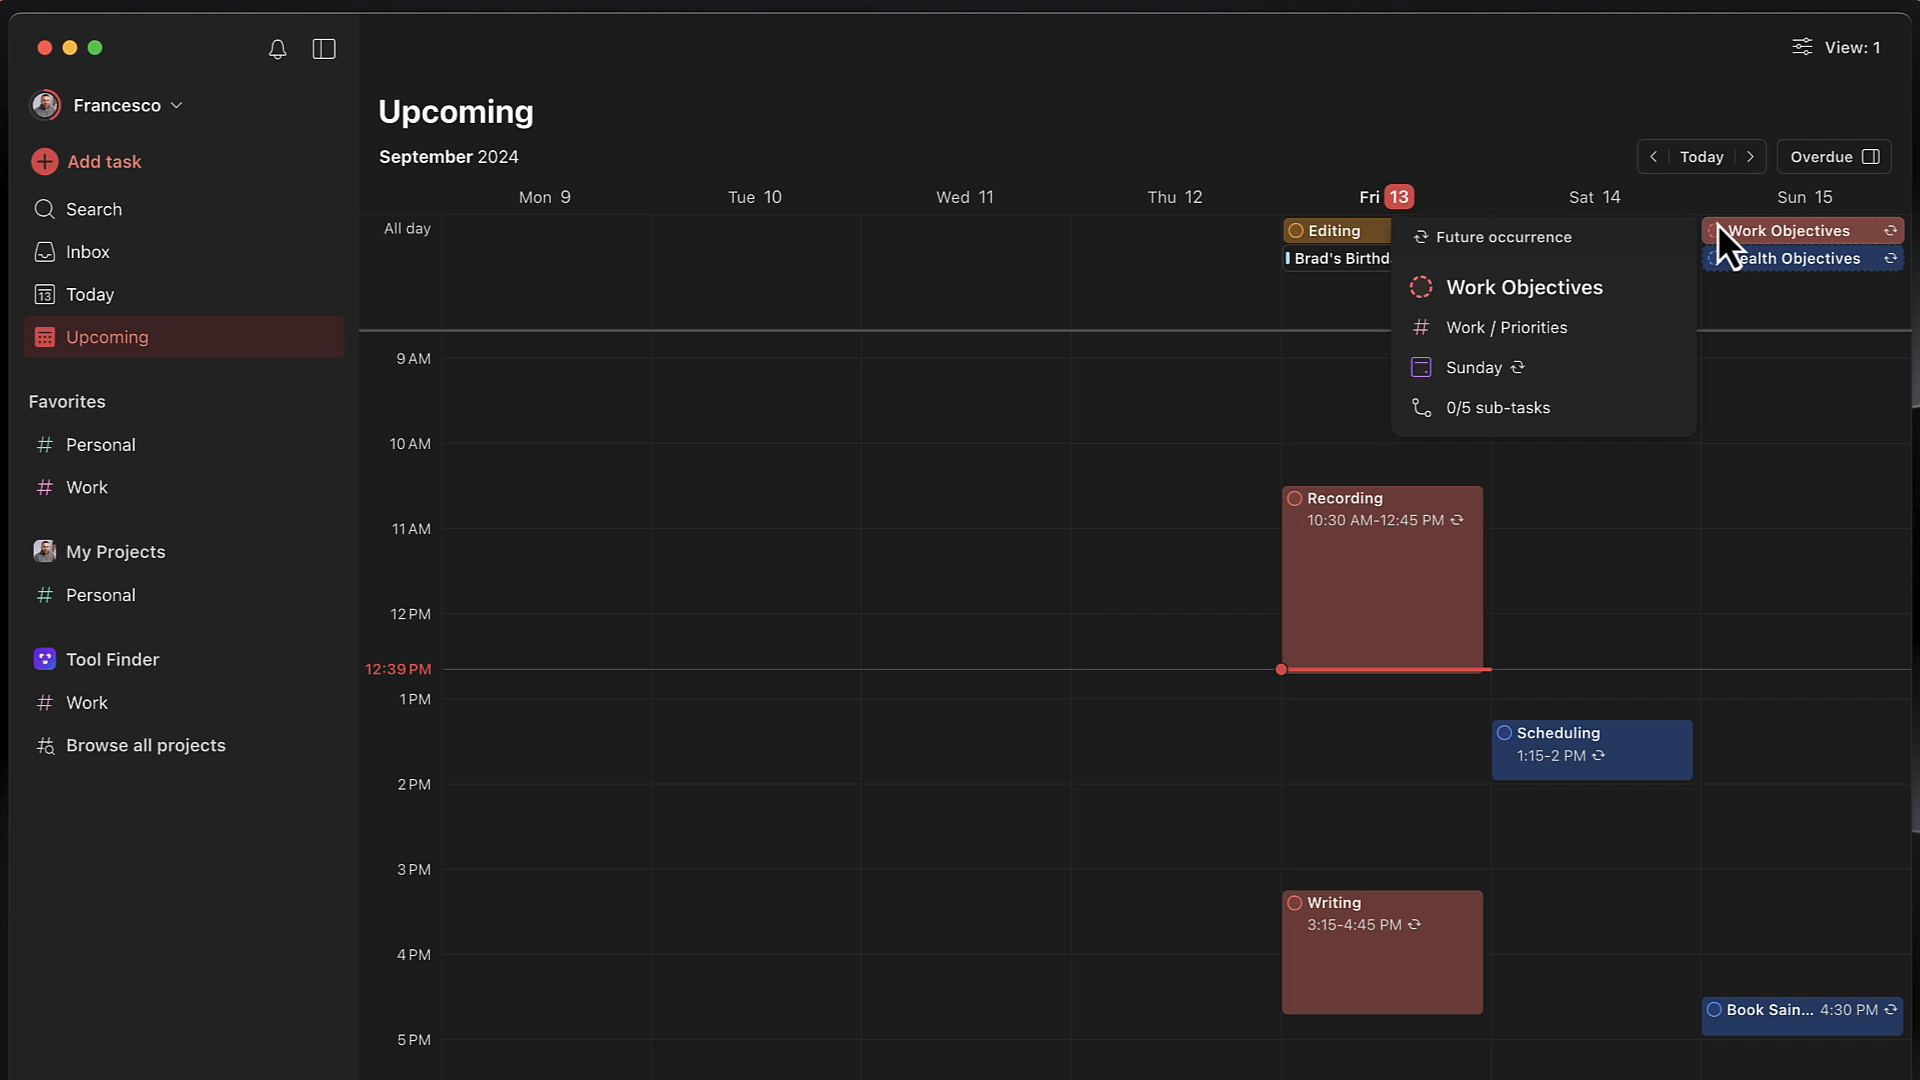 View: 1
Francesco
Add task
Search
Inbox
13 Today
Upcoming
Favorites
# Personal
# Work
My Projects
# Personal
Tool Finder
# Work
Browse all projects
Upcoming
September 2024
Today
Overdue
Mon 9
Tue 10
Wed 11
Thu 12
Fri 13
Sat 14
Sun 15
All day
Editing
Brad's Birthd
Future occurrence
Work Objectives
# Work / Priorities
Sunday
0/5 sub-tasks
Work Objectives
ealth Objectives
9 AM
10 AM
11 AM
12 PM
12:39 PM
1 PM
2 PM
3 PM
4 PM
5 PM
Recording
10:30 AM-12:45 PM
Scheduling
1:15-2 PM
Writing
3:15-4:45 PM
Book Sain... 4:30 PM